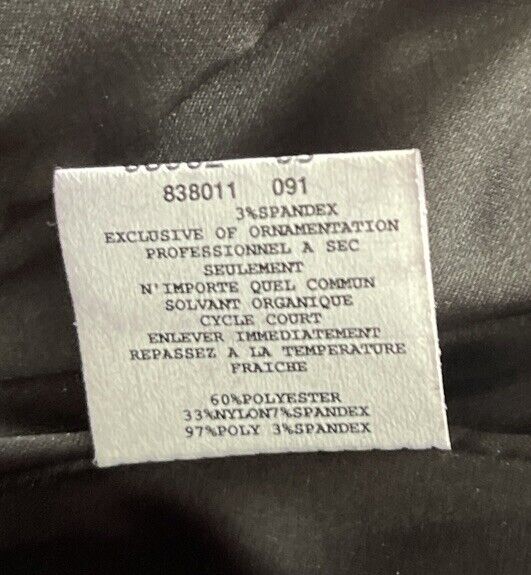 838011 091
3%SPANDEX
EXCLUSIVE OF ORNAMENTATION
PROFESSIONNEL A SEC
SEULEMENT
N'IMPORTE QUEL COMMUN
SOLVANT ORGANIQUE
CYCLE COURT
ENLEVER IMMEDIATEMENT
REPASSEZ A LA TEMPERATURE
FRAICHE
60%POLYESTER
33%NYLON7%SPANDEX
97%POLY 3%SPANDEX